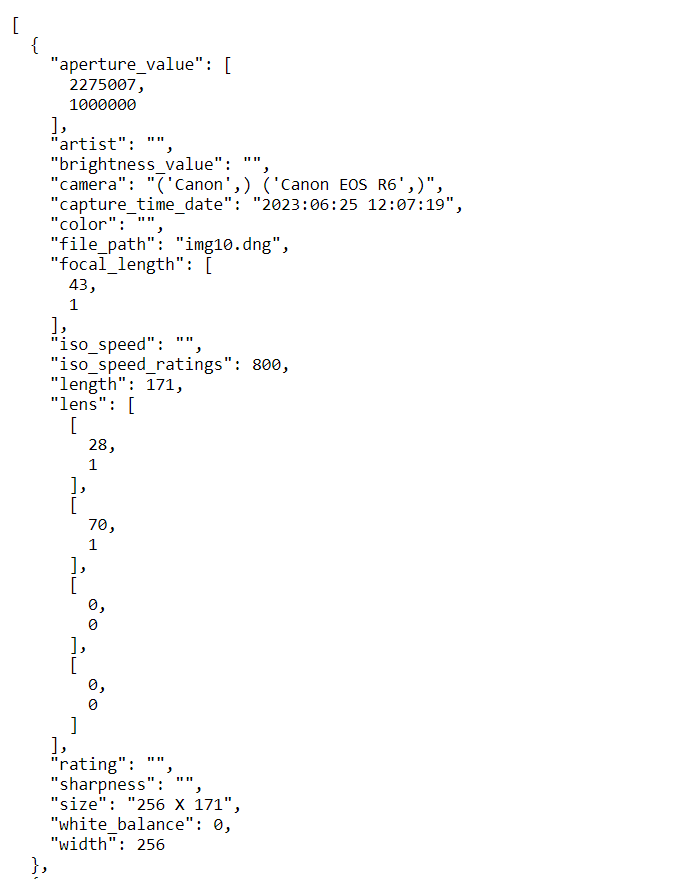 [
  {
    "aperture_value": [
      2275007,
      1000000
    ],
    "artist": "",
    "brightness_value": "",
    "camera": "('Canon',) ('Canon EOS R6',)",
    "capture_time_date": "2023:06:25 12:07:19",
    "color": "",
    "file_path": "img10.dng",
    "focal_length": [
      43,
      1
    ],
    "iso_speed": "",
    "iso_speed_ratings": 800,
    "length": 171,
    "lens": [
      [
        28,
        1
      ],
      [
        70,
        1
      ],
      [
        0,
        0
      ],
      [
        0,
        0
      ]
    ],
    "rating": "",
    "sharpness": "",
    "size": "256 X 171",
    "white_balance": 0,
    "width": 256
  },